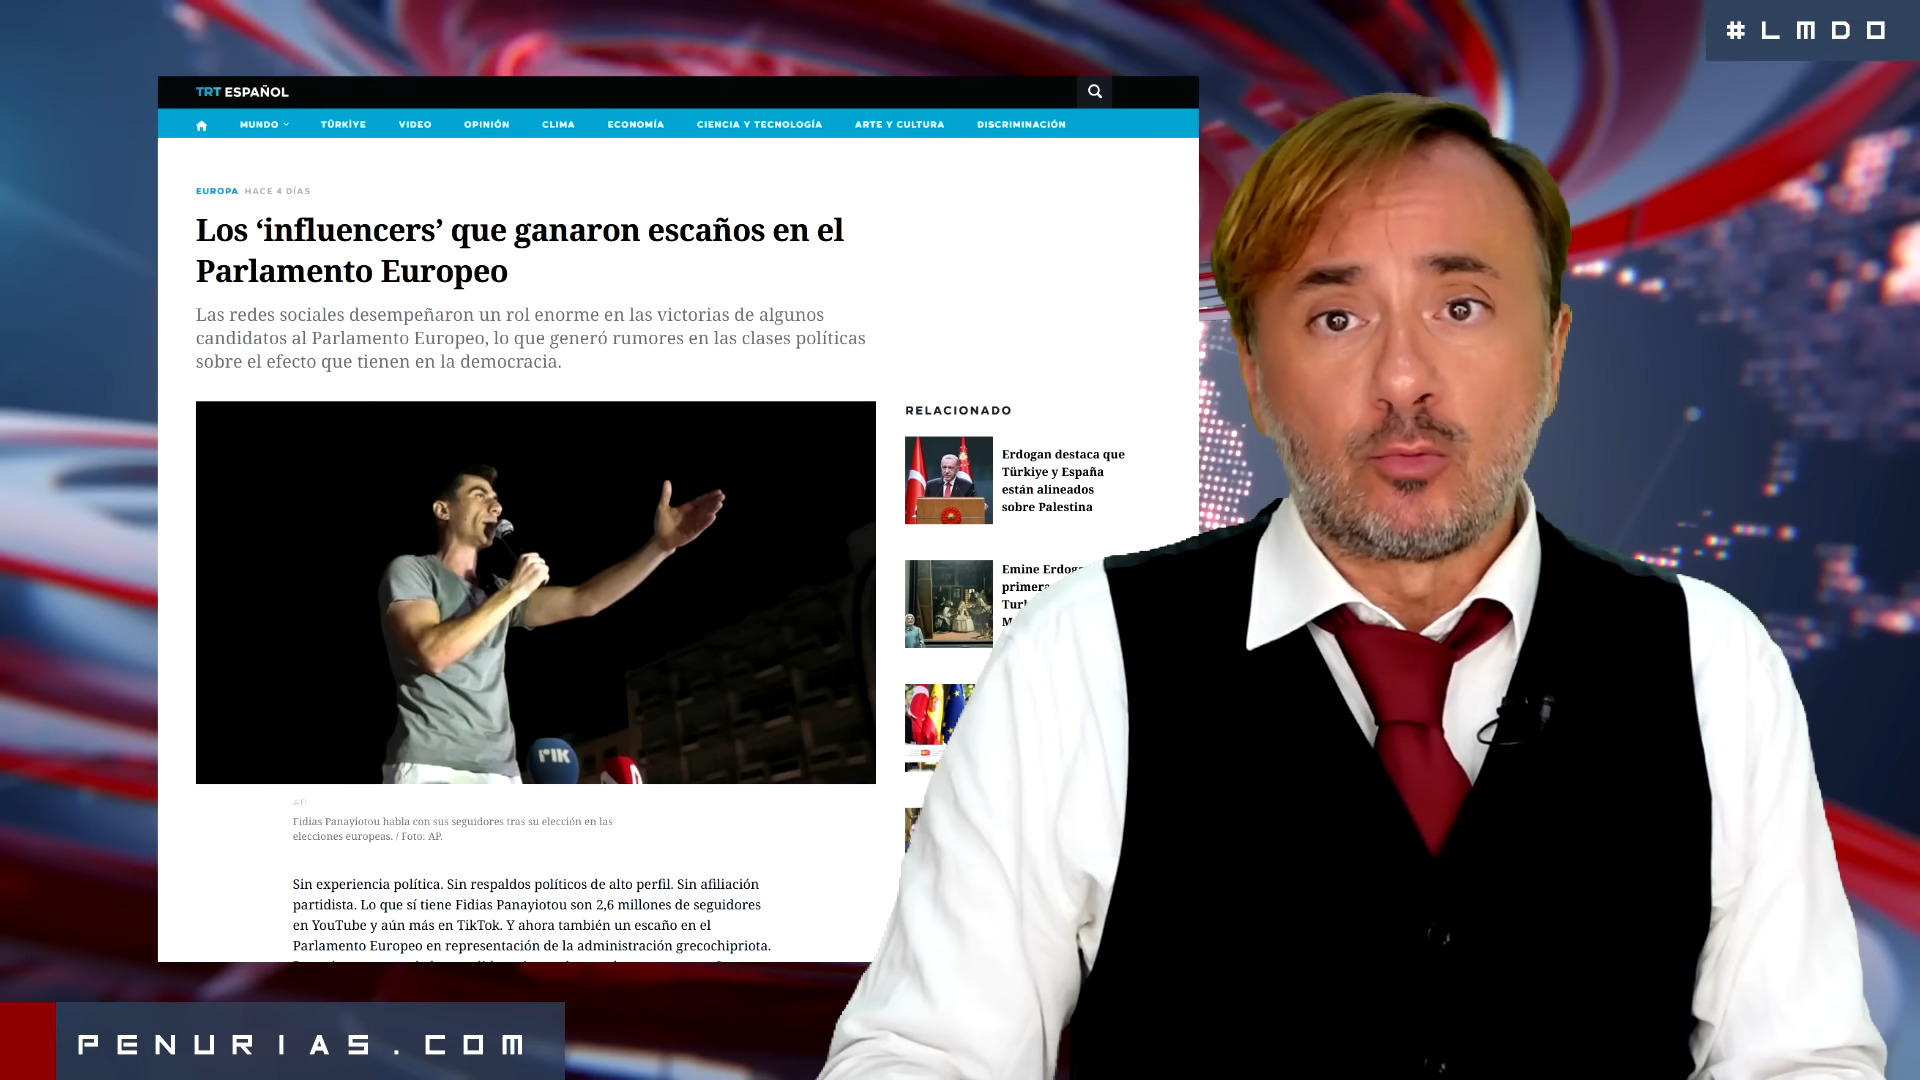 #LMDO
TRT ESPAÑOL
MUNDO
TÜRKİYE
VIDEO
OPINIÓN
CLIMA
ECONOMÍA
CIENCIA Y TECNOLOGÍA
ARTE Y CULTURA
DISCRIMINACIÓN
EUROPA HACE 4 DÍAS
Los ‘influencers’ que ganaron escaños en el
Parlamento Europeo
Las redes sociales desempeñaron un rol enorme en las victorias de algunos
candidatos al Parlamento Europeo, lo que generó rumores en las clases políticas
sobre el efecto que tienen en la democracia.
RELACIONADO
Erdogan destaca que
Türkiye y España
están alineados
sobre Palestina
Emine
primera
rik
AP
Fidias Panayiotou habla con sus seguidores tras su elección en las
elecciones europeas. / Foto: AP.
Sin experiencia política. Sin respaldos políticos de alto perfil. Sin afiliación
partidista. Lo que sí tiene Fidias Panayiotou son 2,6 millones de seguidores
en YouTube y aún más en TikTok. Y ahora también un escaño en el
Parlamento Europeo en representación de la administración grecochipriota.
PENURIAS.COM